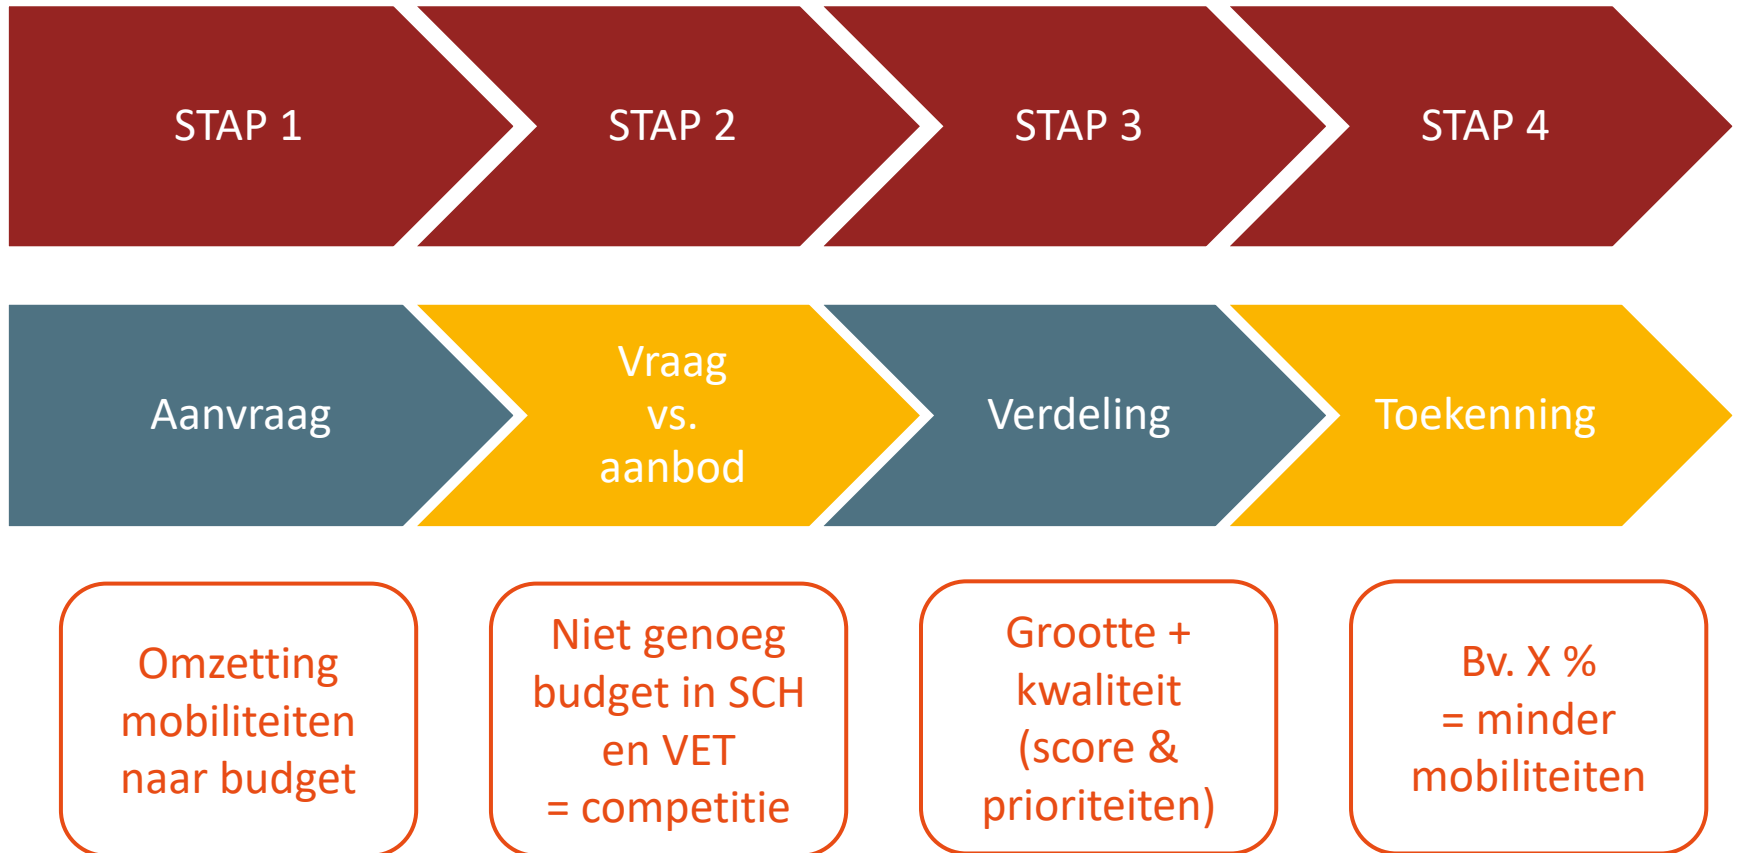 STAP 1
STAP 2
STAP 3
STAP 4
Aanvraag
Vraag
vs.
aanbod
Verdeling
Toekenning
Omzetting
mobiliteiten
naar budget
Niet genoeg
budget in SCH
en VET
= competitie
Grootte +
kwaliteit
(score &
prioriteiten)
Bv. X %
= minder
mobiliteiten